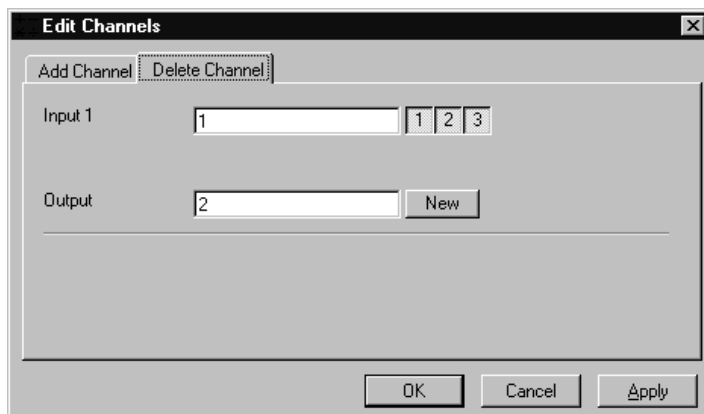 Edit Channels
Add Channel Delete Channel
Input 1 1 1 2 3
Output 2 New
OK Cancel Apply